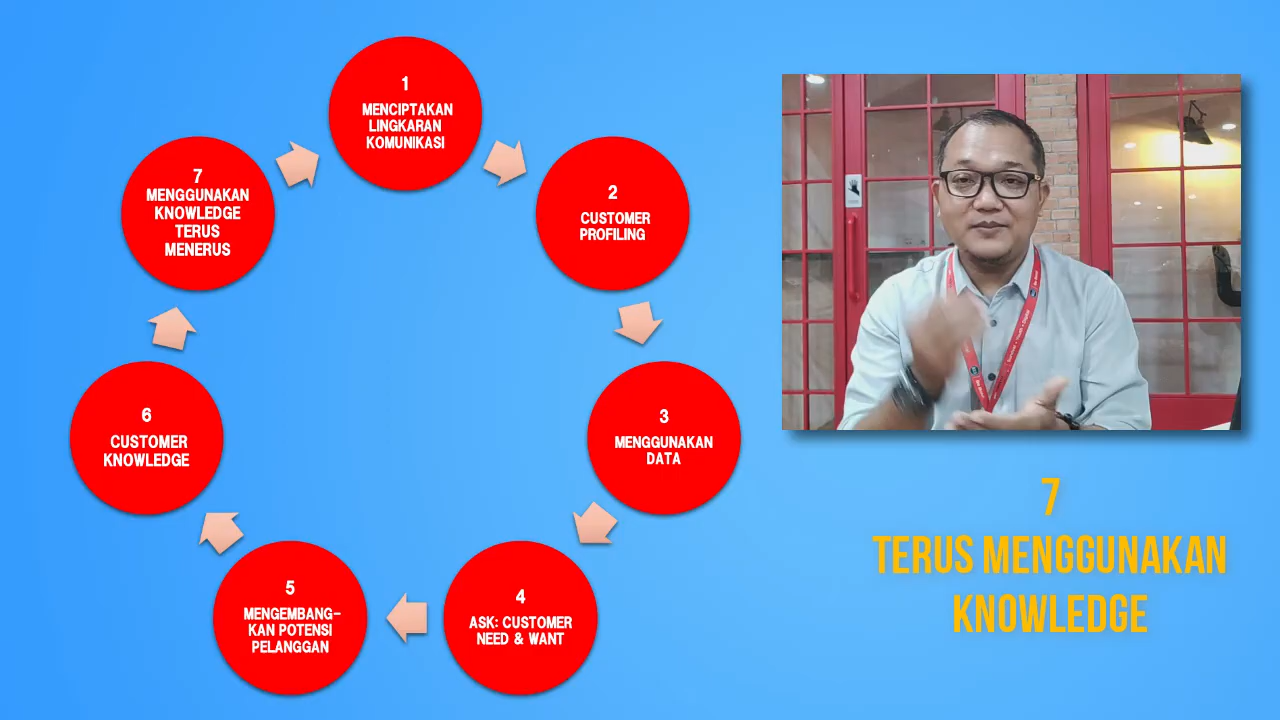 1
MENCIPTAKAN
LINGKARAN
KOMUNIKASI
2
CUSTOMER
PROFILING
3
MENGGUNAKAN
DATA
4
ASK: CUSTOMER
NEED & WANT
5
MENGEMBANG-
KAN POTENSI
PELANGGAN
6
CUSTOMER
KNOWLEDGE
7
MENGGUNAKAN
KNOWLEDGE
TERUS
MENERUS
7
TERUS MENGGUNAKAN
KNOWLEDGE